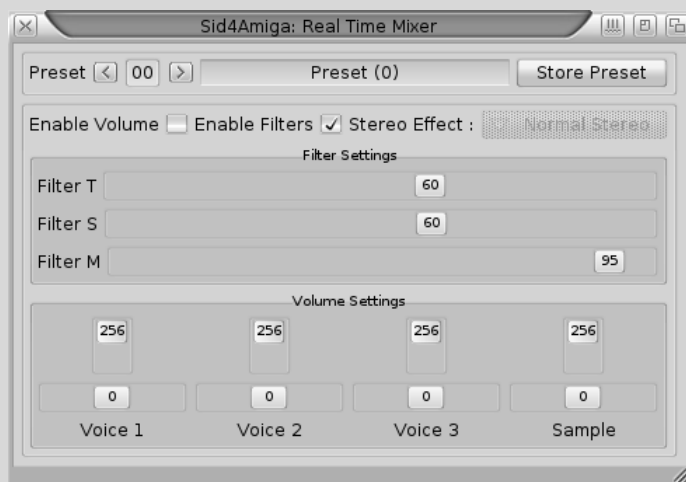 Sid4Amiga: Real Time Mixer
Preset 00 Preset (0) Store Preset
Enable Volume Enable Filters Stereo Effect : Normal Stereo
Filter Settings
Filter T 60
Filter S 60
Filter M 95
Volume Settings
256 256 256 256
0 0 0 0
Voice 1 Voice 2 Voice 3 Sample